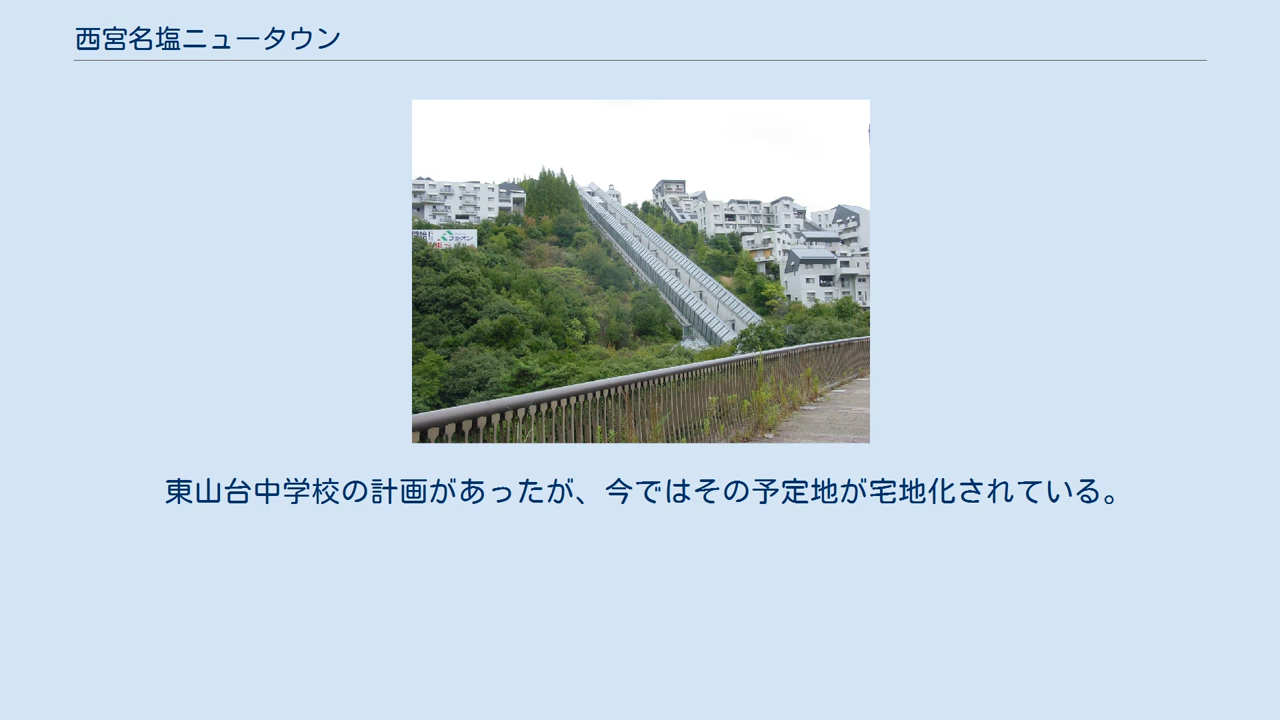 西宮名塩ニュータウン
東山台中学校の計画があったが、今ではその予定地が宅地化されている。